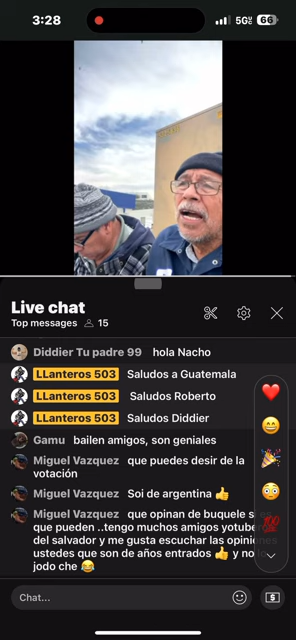 3:28
5GE 66
Live chat
Top messages 15
Diddier Tu padre 99 hola Nacho
LLanteros 503 Saludos a Guatemala
LLanteros 503 Saludos Roberto
LLanteros 503 Saludos Diddier
Gamu bailen amigos, son geniales
Miguel Vazquez que puedes desir de la
votación
Miguel Vazquez Soi de argentina 👍
Miguel Vazquez que opinan de buquele si
que pueden ..tengo muchos amigos yotube
del salvador y me gusta escuchar las
ustedes que son de años entrados 👍 y no
jodo che 😂
Chat...